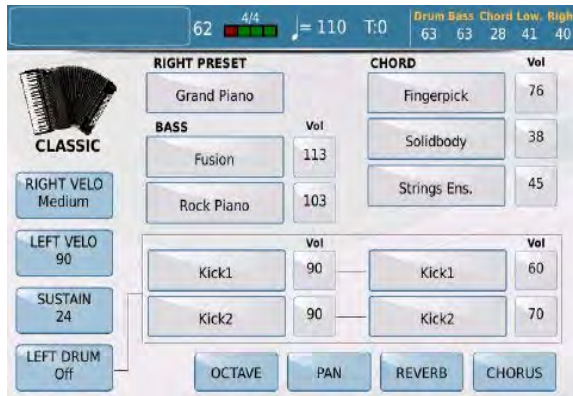 62 4/4 ♩= 110 T:0 Drum Bass Chord Low. Righ
63 63 28 41 40
RIGHT PRESET CHORD Vol
Grand Piano Fingerpick 76
BASS Vol
CLASSIC Fusion 113 Solidbody 38
RIGHT VELO
Medium
Rock Piano 103 Strings Ens. 45
LEFT VELO
90
Vol Vol
Kick1 90 Kick1 60
SUSTAIN
24
Kick2 90 Kick2 70
LEFT DRUM
Off
OCTAVE PAN REVERB CHORUS